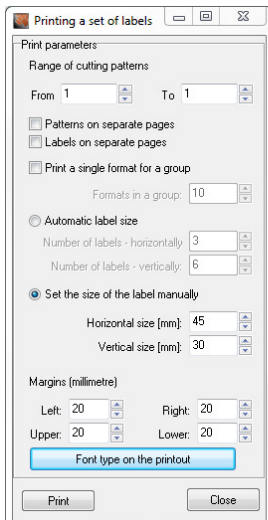 Printing a set of labels
Print parameters
Range of cutting patterns
From 1 To 1
Patterns on separate pages
Labels on separate pages
Print a single format for a group
Formats in a group: 10
Automatic label size
Number of labels - horizontally 3
Number of labels - vertically: 6
Set the size of the label manually
Horizontal size [mm]: 45
Vertical size [mm]: 30
Margins (millimetre)
Left: 20 Right: 20
Upper: 20 Lower: 20
Font type on the printout
Print Close